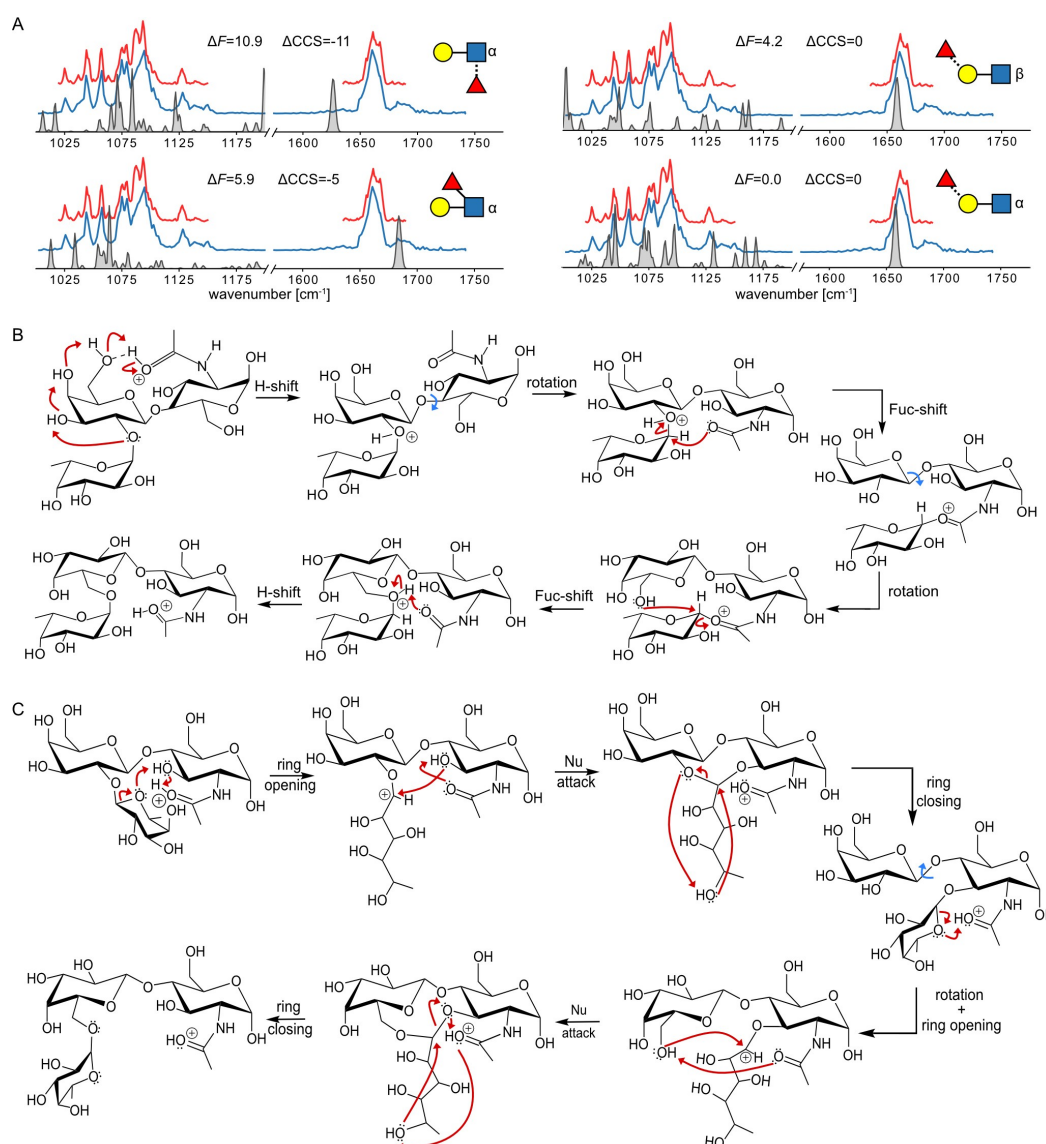 A
ΔF=10.9 ΔCCS=-11 α
1025 1075 1125 1175 1600 1650 1700 1750
ΔF=4.2 ΔCCS=0 β
1025 1075 1125 1175 1600 1650 1700 1750
ΔF=5.9 ΔCCS=-5 α
1025 1075 1125 1175 1600 1650 1700 1750
wavenumber [cm⁻¹]
ΔF=0.0 ΔCCS=0 α
1025 1075 1125 1175 1600 1650 1700 1750
wavenumber [cm⁻¹]
B
H-shift
rotation
Fuc-shift
rotation
Fuc-shift
H-shift
C
ring
opening
Nu
attack
ring
closing
rotation
+
ring opening
Nu
attack
ring
closing